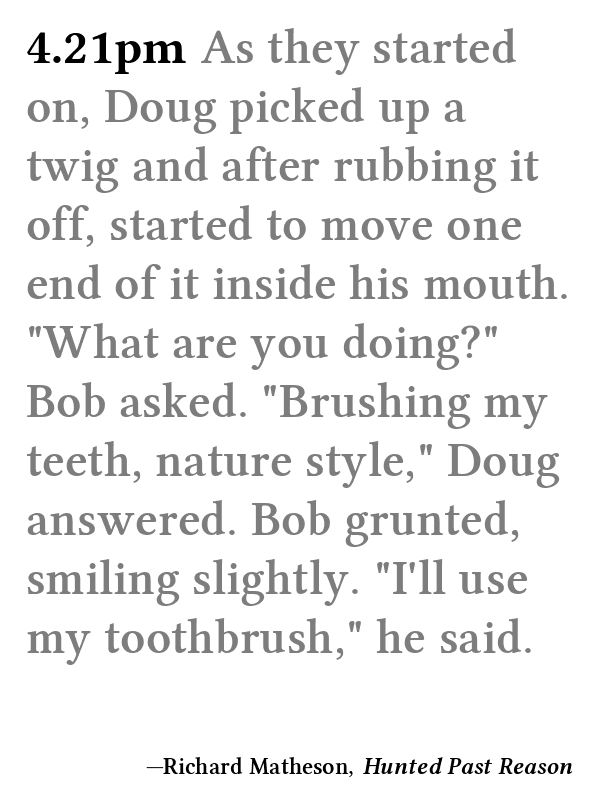 4.21pm As they started
on, Doug picked up a
twig and after rubbing it
off, started to move one
end of it inside his mouth.
"What are you doing?"
Bob asked. "Brushing my
teeth, nature style," Doug
answered. Bob grunted,
smiling slightly. "I'll use
my toothbrush," he said.
—Richard Matheson, Hunted Past Reason